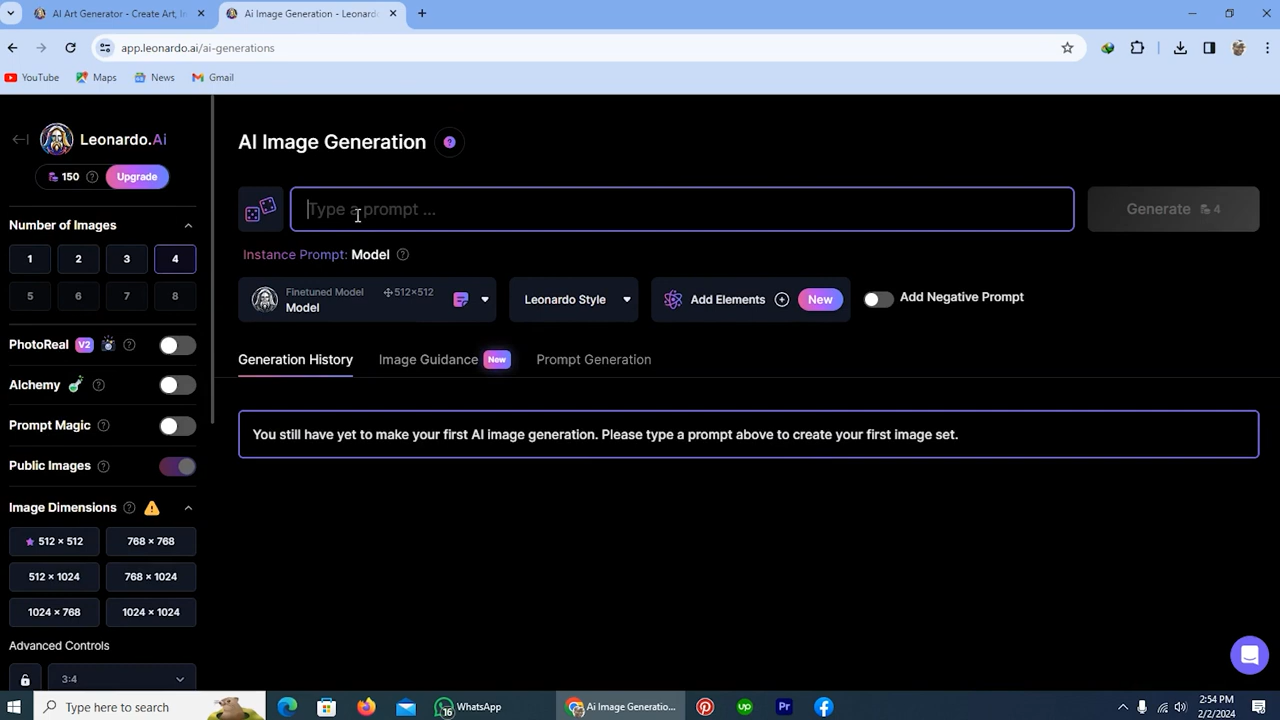 AI Art Generator - Create Art, In
Ai Image Generation - Leonardo.
app.leonardo.ai/ai-generations
YouTube
Maps
News
Gmail
Leonardo.Ai
150
Upgrade
AI Image Generation
Type a prompt ...
Generate 4
Number of Images
Instance Prompt: Model
1 2 3 4
5 6 7 8
Finetuned Model
512×512
Model
Leonardo Style
Add Elements
New
Add Negative Prompt
PhotoReal V2
Generation History
Image Guidance New
Prompt Generation
Alchemy
Prompt Magic
You still have yet to make your first AI image generation. Please type a prompt above to create your first image set.
Public Images
Image Dimensions
512 × 512
768 × 768
512 × 1024
768 × 1024
1024 × 768
1024 × 1024
Advanced Controls
3:4
Type here to search
WhatsApp
Ai Image Generatio...
2:54 PM
2/2/2024